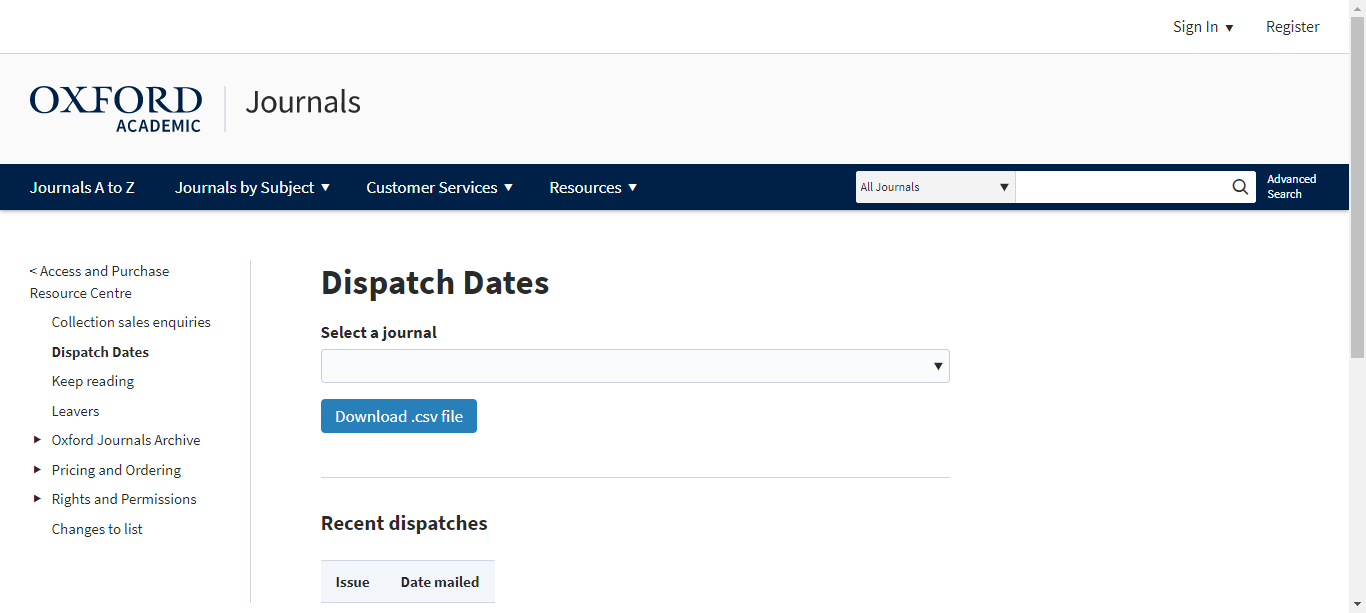 Sign In ▼ Register
OXFORD
ACADEMIC
Journals
Journals A to Z Journals by Subject ▼ Customer Services ▼ Resources ▼ All Journals ▼ Advanced
Search
< Access and Purchase
Resource Centre
Collection sales enquiries
Dispatch Dates
Keep reading
Leavers
Oxford Journals Archive
Pricing and Ordering
Rights and Permissions
Changes to list
Dispatch Dates
Select a journal
Download .csv file
Recent dispatches
Issue Date mailed